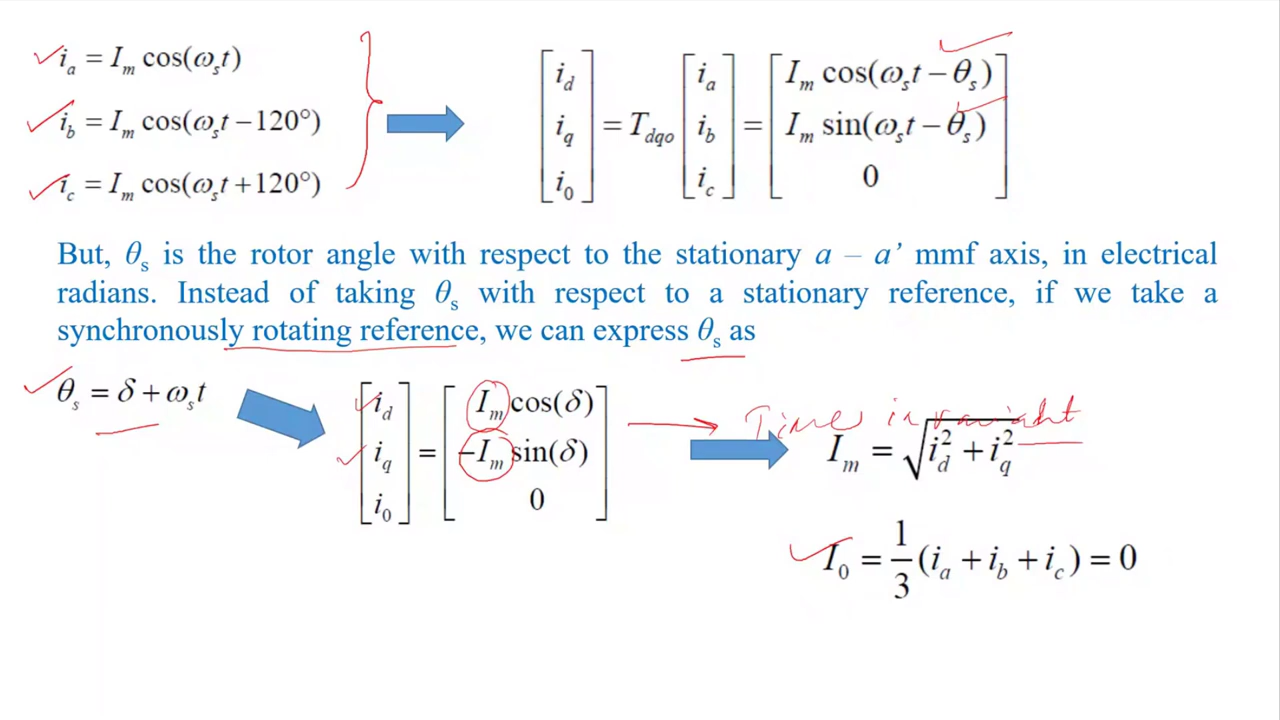 i_a = I_m cos(ω_s t)
i_b = I_m cos(ω_s t − 120°)
i_c = I_m cos(ω_s t + 120°)
[i_d i_q i_0] = T_dqo [i_a i_b i_c] = [I_m cos(ω_s t − θ_s) I_m sin(ω_s t − θ_s) 0]
But, θ_s is the rotor angle with respect to the stationary a – a’ mmf axis, in electrical
radians. Instead of taking θ_s with respect to a stationary reference, if we take a
synchronously rotating reference, we can express θ_s as
θ_s = δ + ω_s t
[i_d i_q i_0] = [I_m cos(δ) −I_m sin(δ) 0]
Time invariant
I_m = √(i_d² + i_q²)
I_0 = 1/3 (i_a + i_b + i_c) = 0